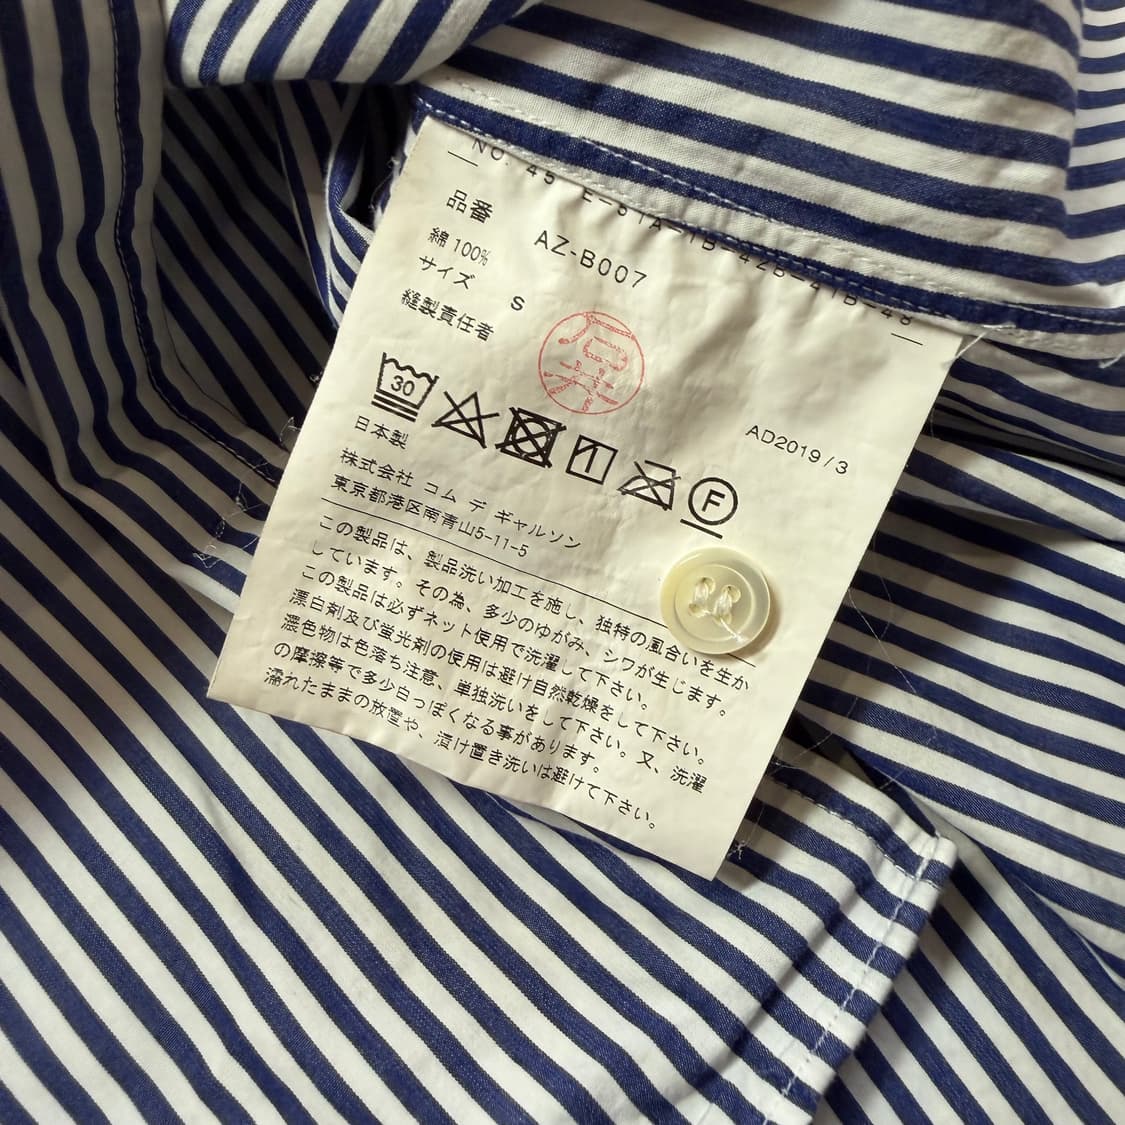 NO. 45 E-51A-1B-42B-41B-48
品番 AZ-B007
綿 100%
サイズ S
縫製責任者
石井
AD2019/3
30
F
日本製
株式会社 コム デ ギャルソン
東京都港区南青山5-11-5
この製品は、製品洗い加工を施し、独特の風合いを生か
しています。その為、多少のゆがみ、シワが生じます。
この製品は必ずネット使用で洗濯して下さい。
漂白剤及び蛍光剤の使用は避け自然乾燥をして下さい。
濃色物は色落ち注意、単独洗いをして下さい。又、洗濯
の摩擦等で多少白っぽくなる事があります。
濡れたままの放置や、漬け置き洗いは避けて下さい。